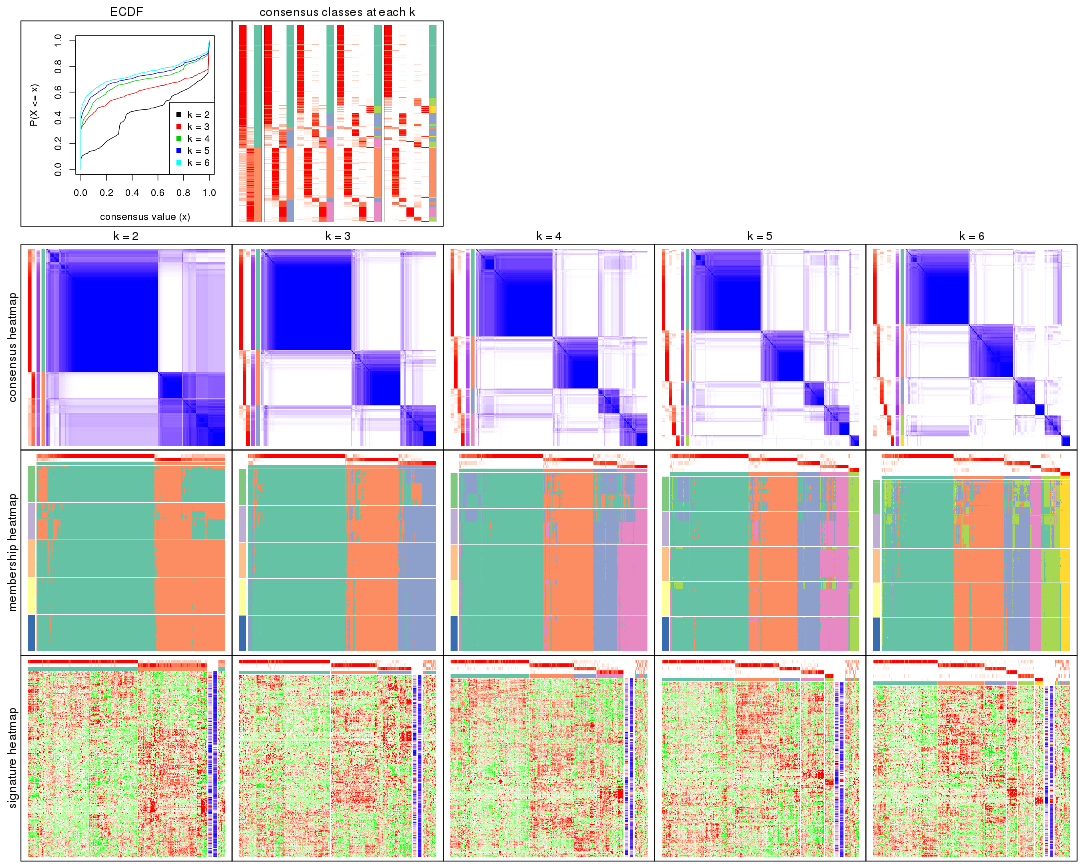 ECDF
consensus classes at each k
P(X <= x)
0.0
0.2
0.4
0.6
0.8
1.0
k = 2
k = 3
k = 4
k = 5
k = 6
0.0 0.2 0.4 0.6 0.8 1.0
consensus value (x)
k = 2
k = 3
k = 4
k = 5
k = 6
consensus heatmap
membership heatmap
signature heatmap